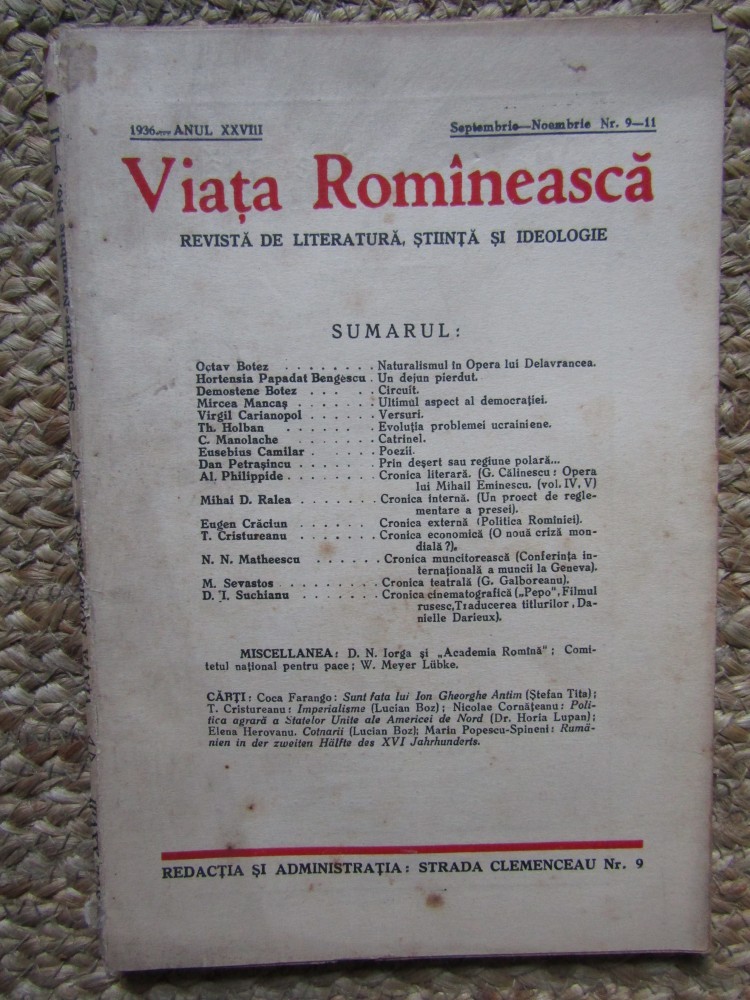 1936 — ANUL XXVIII
Septembrie—Noembrie Nr. 9—11
Viața Romînească
REVISTĂ DE LITERATURĂ, ȘTIINȚĂ ȘI IDEOLOGIE
SUMARUL:
Octav Botez . . . . . . . . Naturalismul in Opera lui Delavrancea.
Hortensia Papadat Bengescu . Un dejun pierdut.
Demostene Botez . . . . . . Circuit.
Mircea Mancaș . . . . . . . Ultimul aspect al democrației.
Virgil Carianopol . . . . . . Versuri.
Th. Holban . . . . . . . Evoluția problemei ucrainiene.
C. Manolache . . . . . . . Catrinel.
Eusebius Camilar . . . . . . Poezii.
Dan Petrașincu . . . . . . . Prin deșert sau regiune polară...
Al. Philippide . . . . . . . . Cronica literară. (G. Călinescu: Opera
lui Mihail Eminescu. (vol. IV, V)
Mihai D. Ralea . . . . . . . Cronica internă. (Un proect de regle-
mentare a presei).
Eugen Crăciun . . . . . . Cronica externă (Politica Rominiei).
T. Cristureanu . . . . . . . Cronica economică (O nouă criză mon-
dială?).
N. N. Matheescu . . . . . . Cronica muncitorească (Conferința in-
ternațională a muncii la Geneva).
M. Sevastos . . . . . . . . Cronica teatrală (G. Galboreanu).
D. I. Suchianu . . . . . . . Cronica cinematografică („Pepo", Filmul
rusesc, Traducerea titlurilor, Da-
nielle Darieux).
MISCELLANEA: D. N. Iorga și „Academia Romînă"; Comi-
tetul național pentru pace; W. Meyer Lübke.
CĂRȚI: Coca Farango: Sunt fata lui Ion Gheorghe Antim (Ștefan Tita);
T. Cristureanu: Imperialisme (Lucian Boz); Nicolae Cornățeanu: Poli-
tica agrară a Statelor Unite ale Americei de Nord (Dr. Horia Lupan);
Elena Herovanu. Cotnarii (Lucian Boz); Maria Popescu-Spineni: Rumä-
nien in der zweiten Hälfte des XVI Jahrhunderts.
REDACȚIA ȘI ADMINISTRAȚIA: STRADA CLEMENCEAU Nr. 9
Septembrie-Noembrie No. 9 - 11